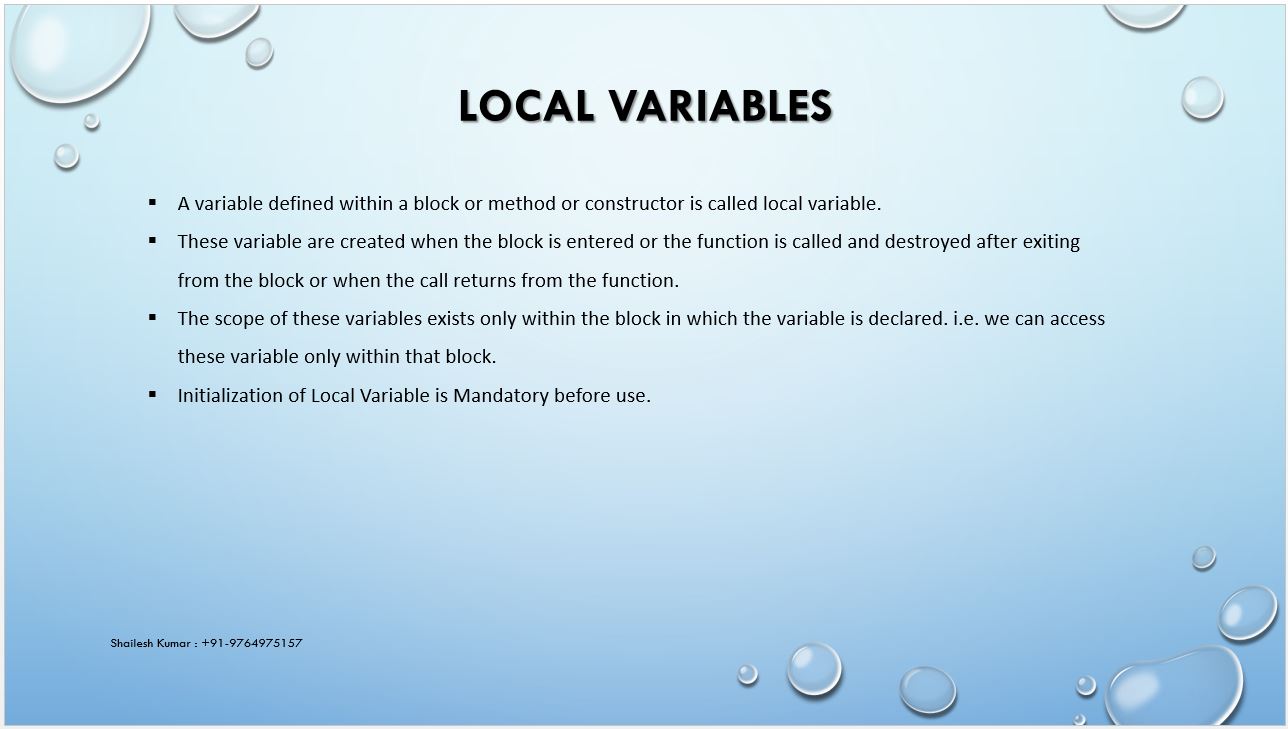 LOCAL VARIABLES
▪ A variable defined within a block or method or constructor is called local variable.
▪ These variable are created when the block is entered or the function is called and destroyed after exiting
from the block or when the call returns from the function.
▪ The scope of these variables exists only within the block in which the variable is declared. i.e. we can access
these variable only within that block.
▪ Initialization of Local Variable is Mandatory before use.
Shailesh Kumar : +91-9764975157